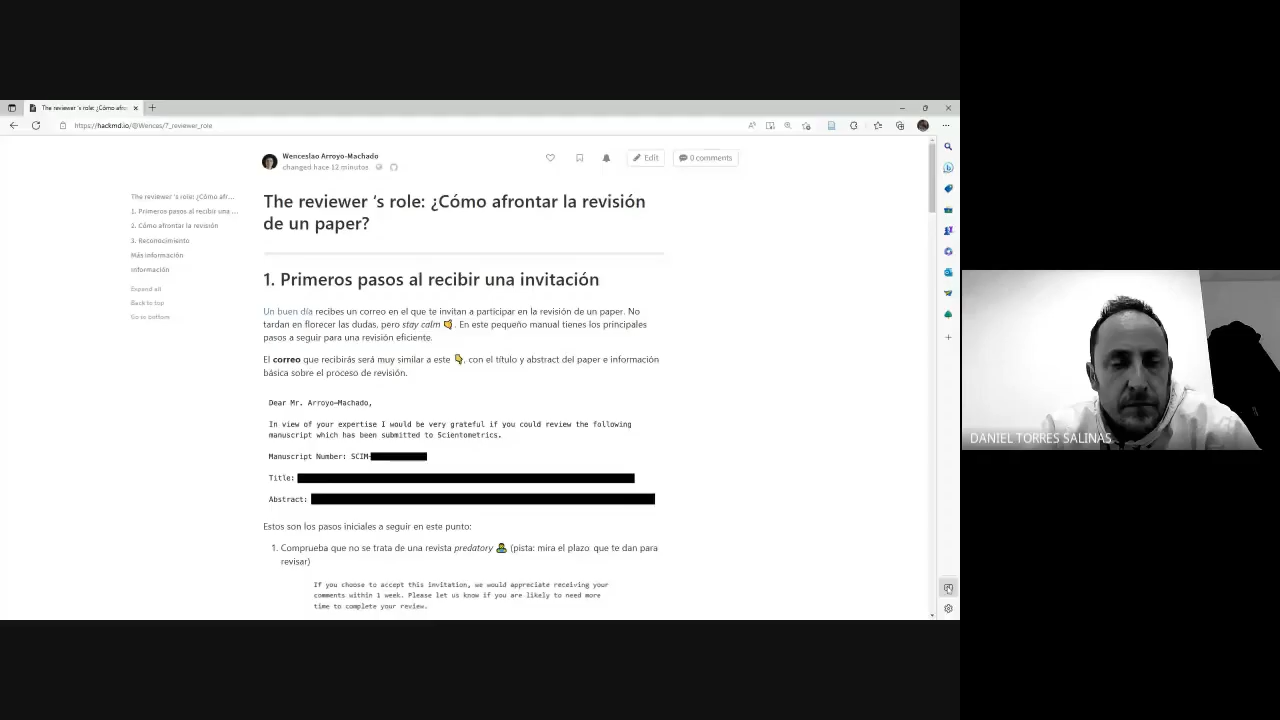 The reviewer 's role: ¿Cómo afro
https://hackmd.io/@Wences/7_reviewer_role
Wenceslao Arroyo-Machado
changed hace 12 minutos
Edit
0 comments
The reviewer 's role: ¿Cómo afr...
1. Primeros pasos al recibir una ...
2. Cómo afrontar la revisión
3. Reconocimiento
Más información
Información
Expand all
Back to top
Go to bottom
The reviewer ‘s role: ¿Cómo afrontar la revisión
de un paper?
1. Primeros pasos al recibir una invitación
Un buen día recibes un correo en el que te invitan a participar en la revisión de un paper. No
tardan en florecer las dudas, pero stay calm. En este pequeño manual tienes los principales
pasos a seguir para una revisión eficiente.
El correo que recibirás será muy similar a este, con el título y abstract del paper e información
básica sobre el proceso de revisión.
Dear Mr. Arroyo-Machado,
In view of your expertise I would be very grateful if you could review the following
manuscript which has been submitted to Scientometrics.
Manuscript Number: SCIM-
Title:
Abstract:
Estos son los pasos iniciales a seguir en este punto:
1. Comprueba que no se trata de una revista predatory (pista: mira el plazo que te dan para
revisar)
If you choose to accept this invitation, we would appreciate receiving your
comments within 1 week. Please let us know if you are likely to need more
time to complete your review.
DANIEL TORRES SALINAS